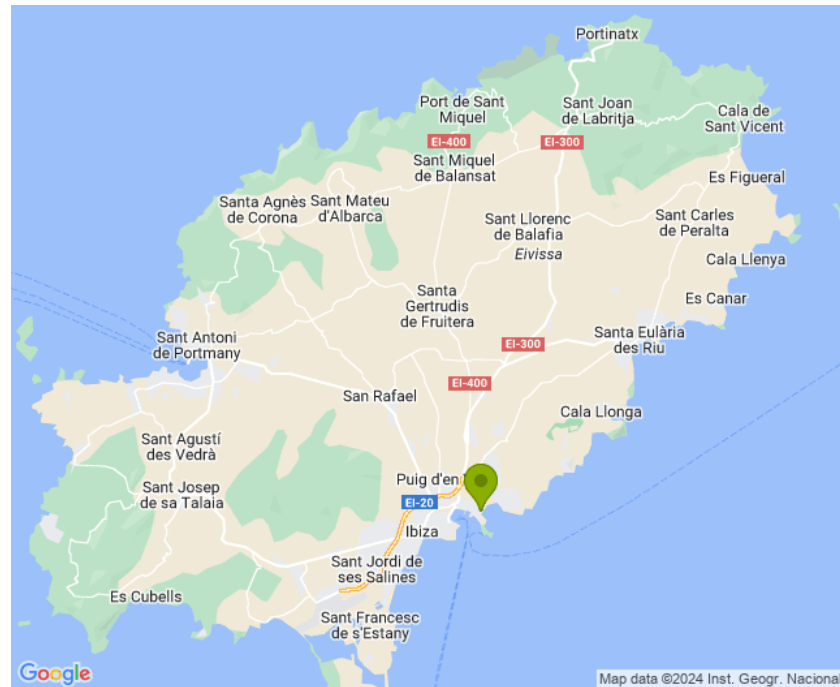 Portinatx
Port de Sant
Miquel
Sant Joan
de Labritja
Cala de
Sant Vicent
EI-400
EI-300
Sant Miquel
de Balansat
Es Figueral
Santa Agnès
de Corona
Sant Mateu
d'Albarca
Sant Llorenc
de Balafia
Sant Carles
de Peralta
Eivissa
Cala Llenya
Santa
Gertrudis
de Fruitera
Es Canar
Sant Antoni
de Portmany
Santa Eulària
des Riu
EI-300
EI-400
San Rafael
Cala Llonga
Sant Agustí
des Vedrà
Puig d'en
Sant Josep
de sa Talaia
EI-20
Ibiza
Sant Jordi de
ses Salines
Es Cubells
Sant Francesc
de s'Estany
Google
Map data ©2024 Inst. Geogr. Nacional